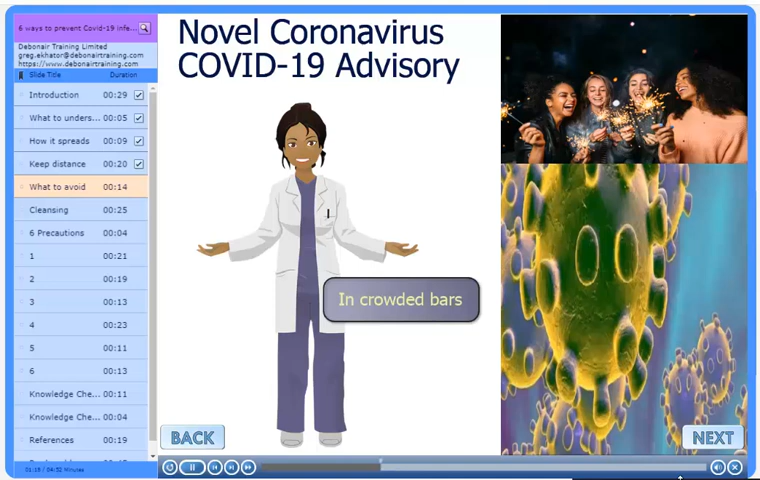 6 ways to prevent Covid-19 infe...
Debonair Training Limited
greg.ekhator@debonairtraining.com
https://www.debonairtraining.com
Slide Title Duration
Introduction 00:29
What to unders... 00:05
How it spreads 00:09
Keep distance 00:20
What to avoid 00:14
Cleansing 00:25
6 Precautions 00:04
1 00:21
2 00:19
3 00:13
4 00:23
5 00:11
6 00:13
Knowledge Che... 00:11
Knowledge Che... 00:04
References 00:19
01:16 / 04:52 Minutes
Novel Coronavirus
COVID-19 Advisory
In crowded bars
BACK
NEXT